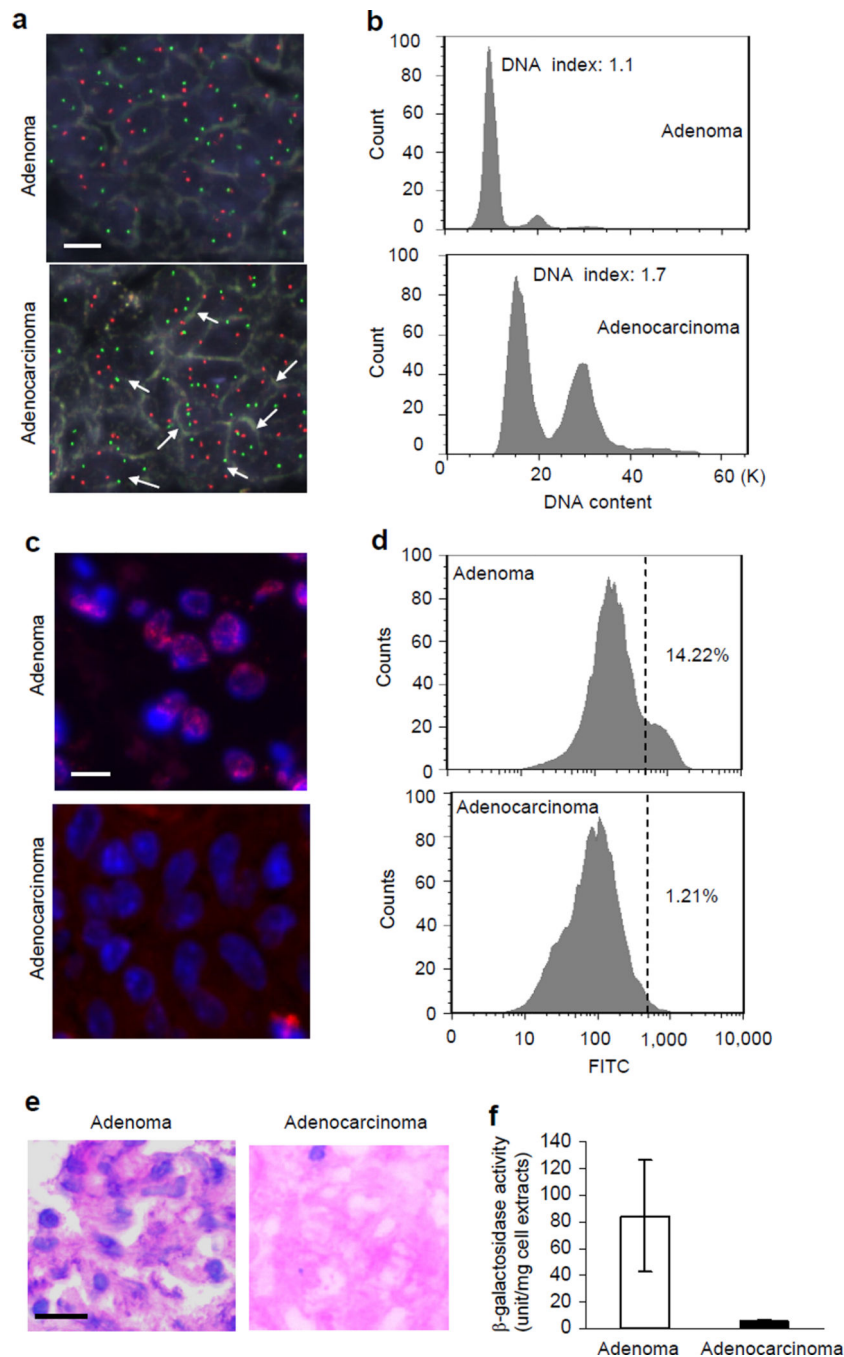 a
Adenoma
Adenocarcinoma
b
100
80
60
40
20
0
Count
DNA index: 1.1
Adenoma
100
80
60
40
20
0
Count
DNA index: 1.7
Adenocarcinoma
0
20
40
60 (K)
DNA content
c
Adenoma
Adenocarcinoma
d
100
80
60
40
20
0
Counts
Adenoma
14.22%
100
80
60
40
20
0
Counts
Adenocarcinoma
1.21%
0
10
100
1,000
10,000
FITC
e
Adenoma
Adenocarcinoma
f
β-galactosidase activity
(unit/mg cell extracts)
140
120
100
80
60
40
20
0
Adenoma
Adenocarcinoma